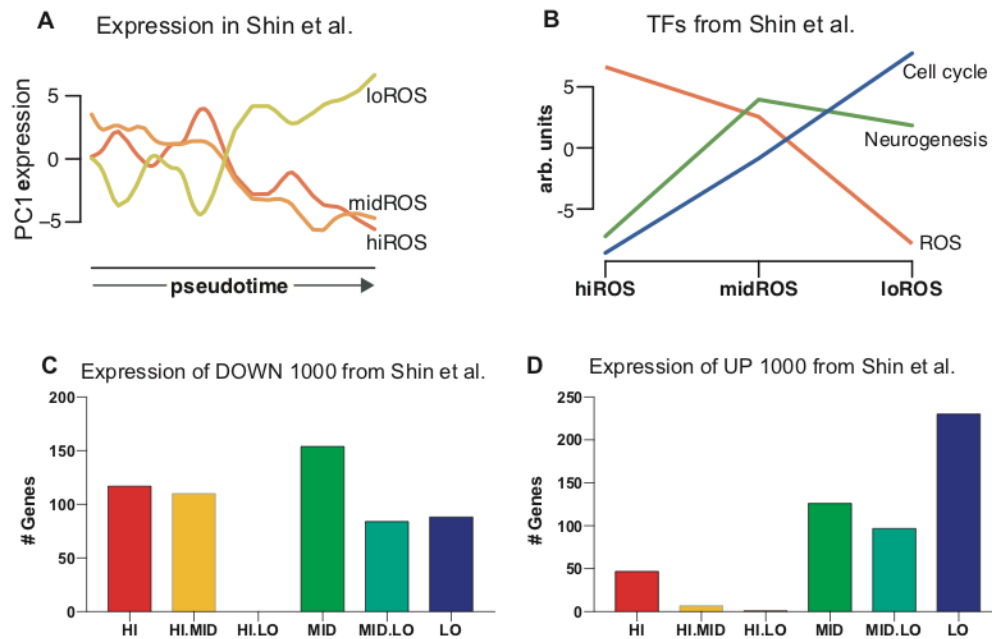 A
Expression in Shin et al.
PC1 expression
5
0
−5
loROS
midROS
hiROS
pseudotime
B
TFs from Shin et al.
arb. units
5
0
-5
Cell cycle
Neurogenesis
ROS
hiROS midROS loROS
C
Expression of DOWN 1000 from Shin et al.
# Genes
200
150
100
50
0
HI HI.MID HI.LO MID MID.LO LO
D
Expression of UP 1000 from Shin et al.
# Genes
250
200
150
100
50
0
HI HI.MID HI.LO MID MID.LO LO